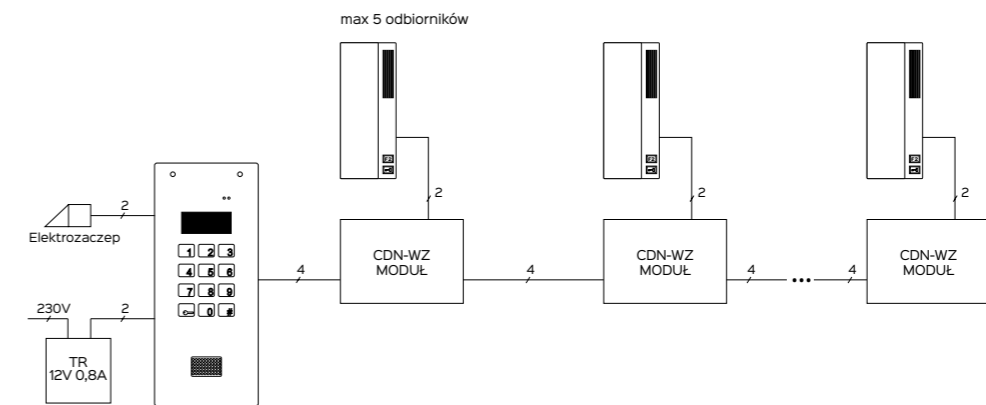 max 5 odbiorników
2
2
2
2
Elektrozaczep
CDN-WZ
MODUŁ
CDN-WZ
MODUŁ
CDN-WZ
MODUŁ
1 2 3
4 5 6
7 8 9
0 #
4
4
4
4
230V
2
TR
12V 0,8A